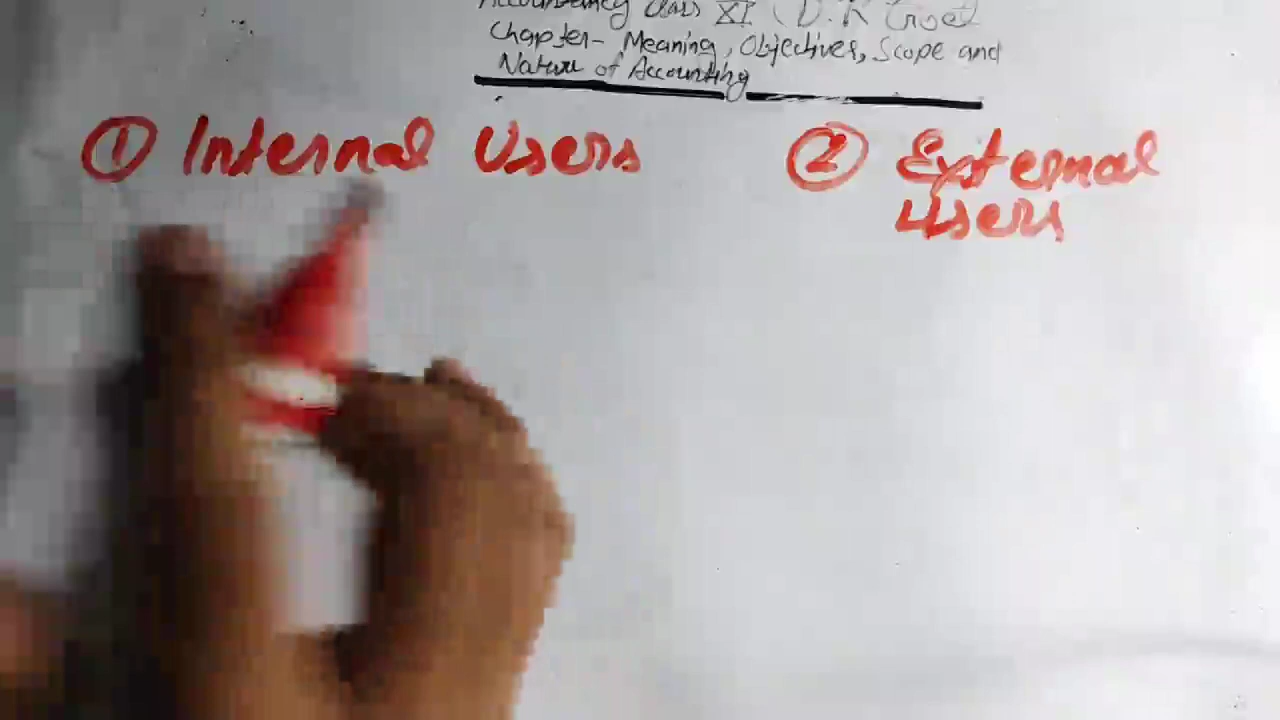 Accountancy Class XI ( D.K Goel
Chapter- Meaning, Objectives, Scope and
Nature of Accounting
① Internal Users
② External
Users